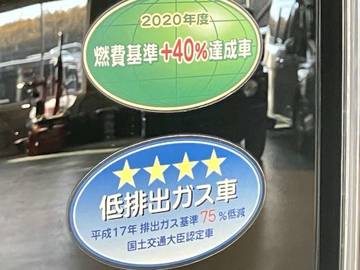 2020年度
燃費基準+40%達成車
低排出ガス車
平成17年 排出ガス基準 75%低減
国土交通大臣認定車